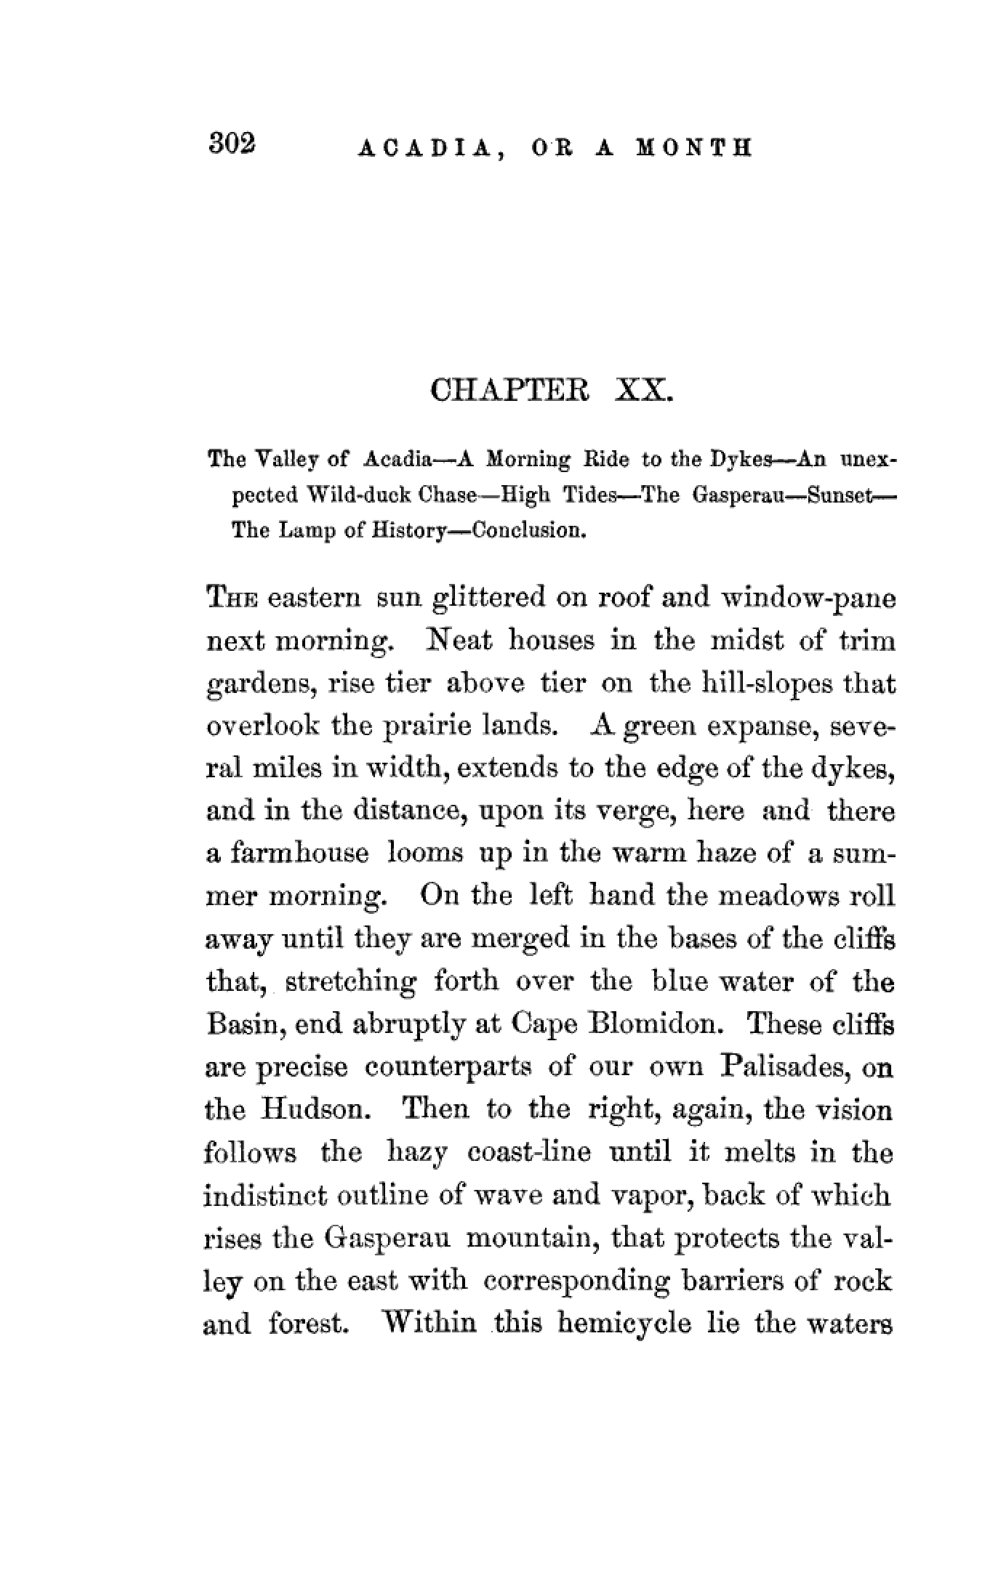 302 ACADIA, OR A MONTH
CHAPTER XX.
The Valley of Acadia—A Morning Ride to the Dykes—An unex-
pected Wild-duck Chase—High Tides—The Gasperau—Sunset—
The Lamp of History—Conclusion.
THE eastern sun glittered on roof and window-pane
next morning. Neat houses in the midst of trim
gardens, rise tier above tier on the hill-slopes that
overlook the prairie lands. A green expanse, seve-
ral miles in width, extends to the edge of the dykes,
and in the distance, upon its verge, here and there
a farmhouse looms up in the warm haze of a sum-
mer morning. On the left hand the meadows roll
away until they are merged in the bases of the cliffs
that, stretching forth over the blue water of the
Basin, end abruptly at Cape Blomidon. These cliffs
are precise counterparts of our own Palisades, on
the Hudson. Then to the right, again, the vision
follows the hazy coast-line until it melts in the
indistinct outline of wave and vapor, back of which
rises the Gasperau mountain, that protects the val-
ley on the east with corresponding barriers of rock
and forest. Within this hemicycle lie the waters